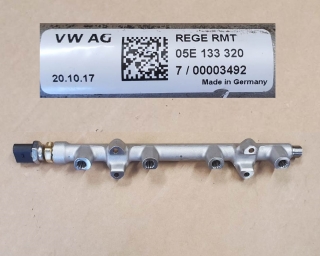 VW AG
REGE RMT
05E 133 320
20.10.17
7 / 00003492
Made in Germany